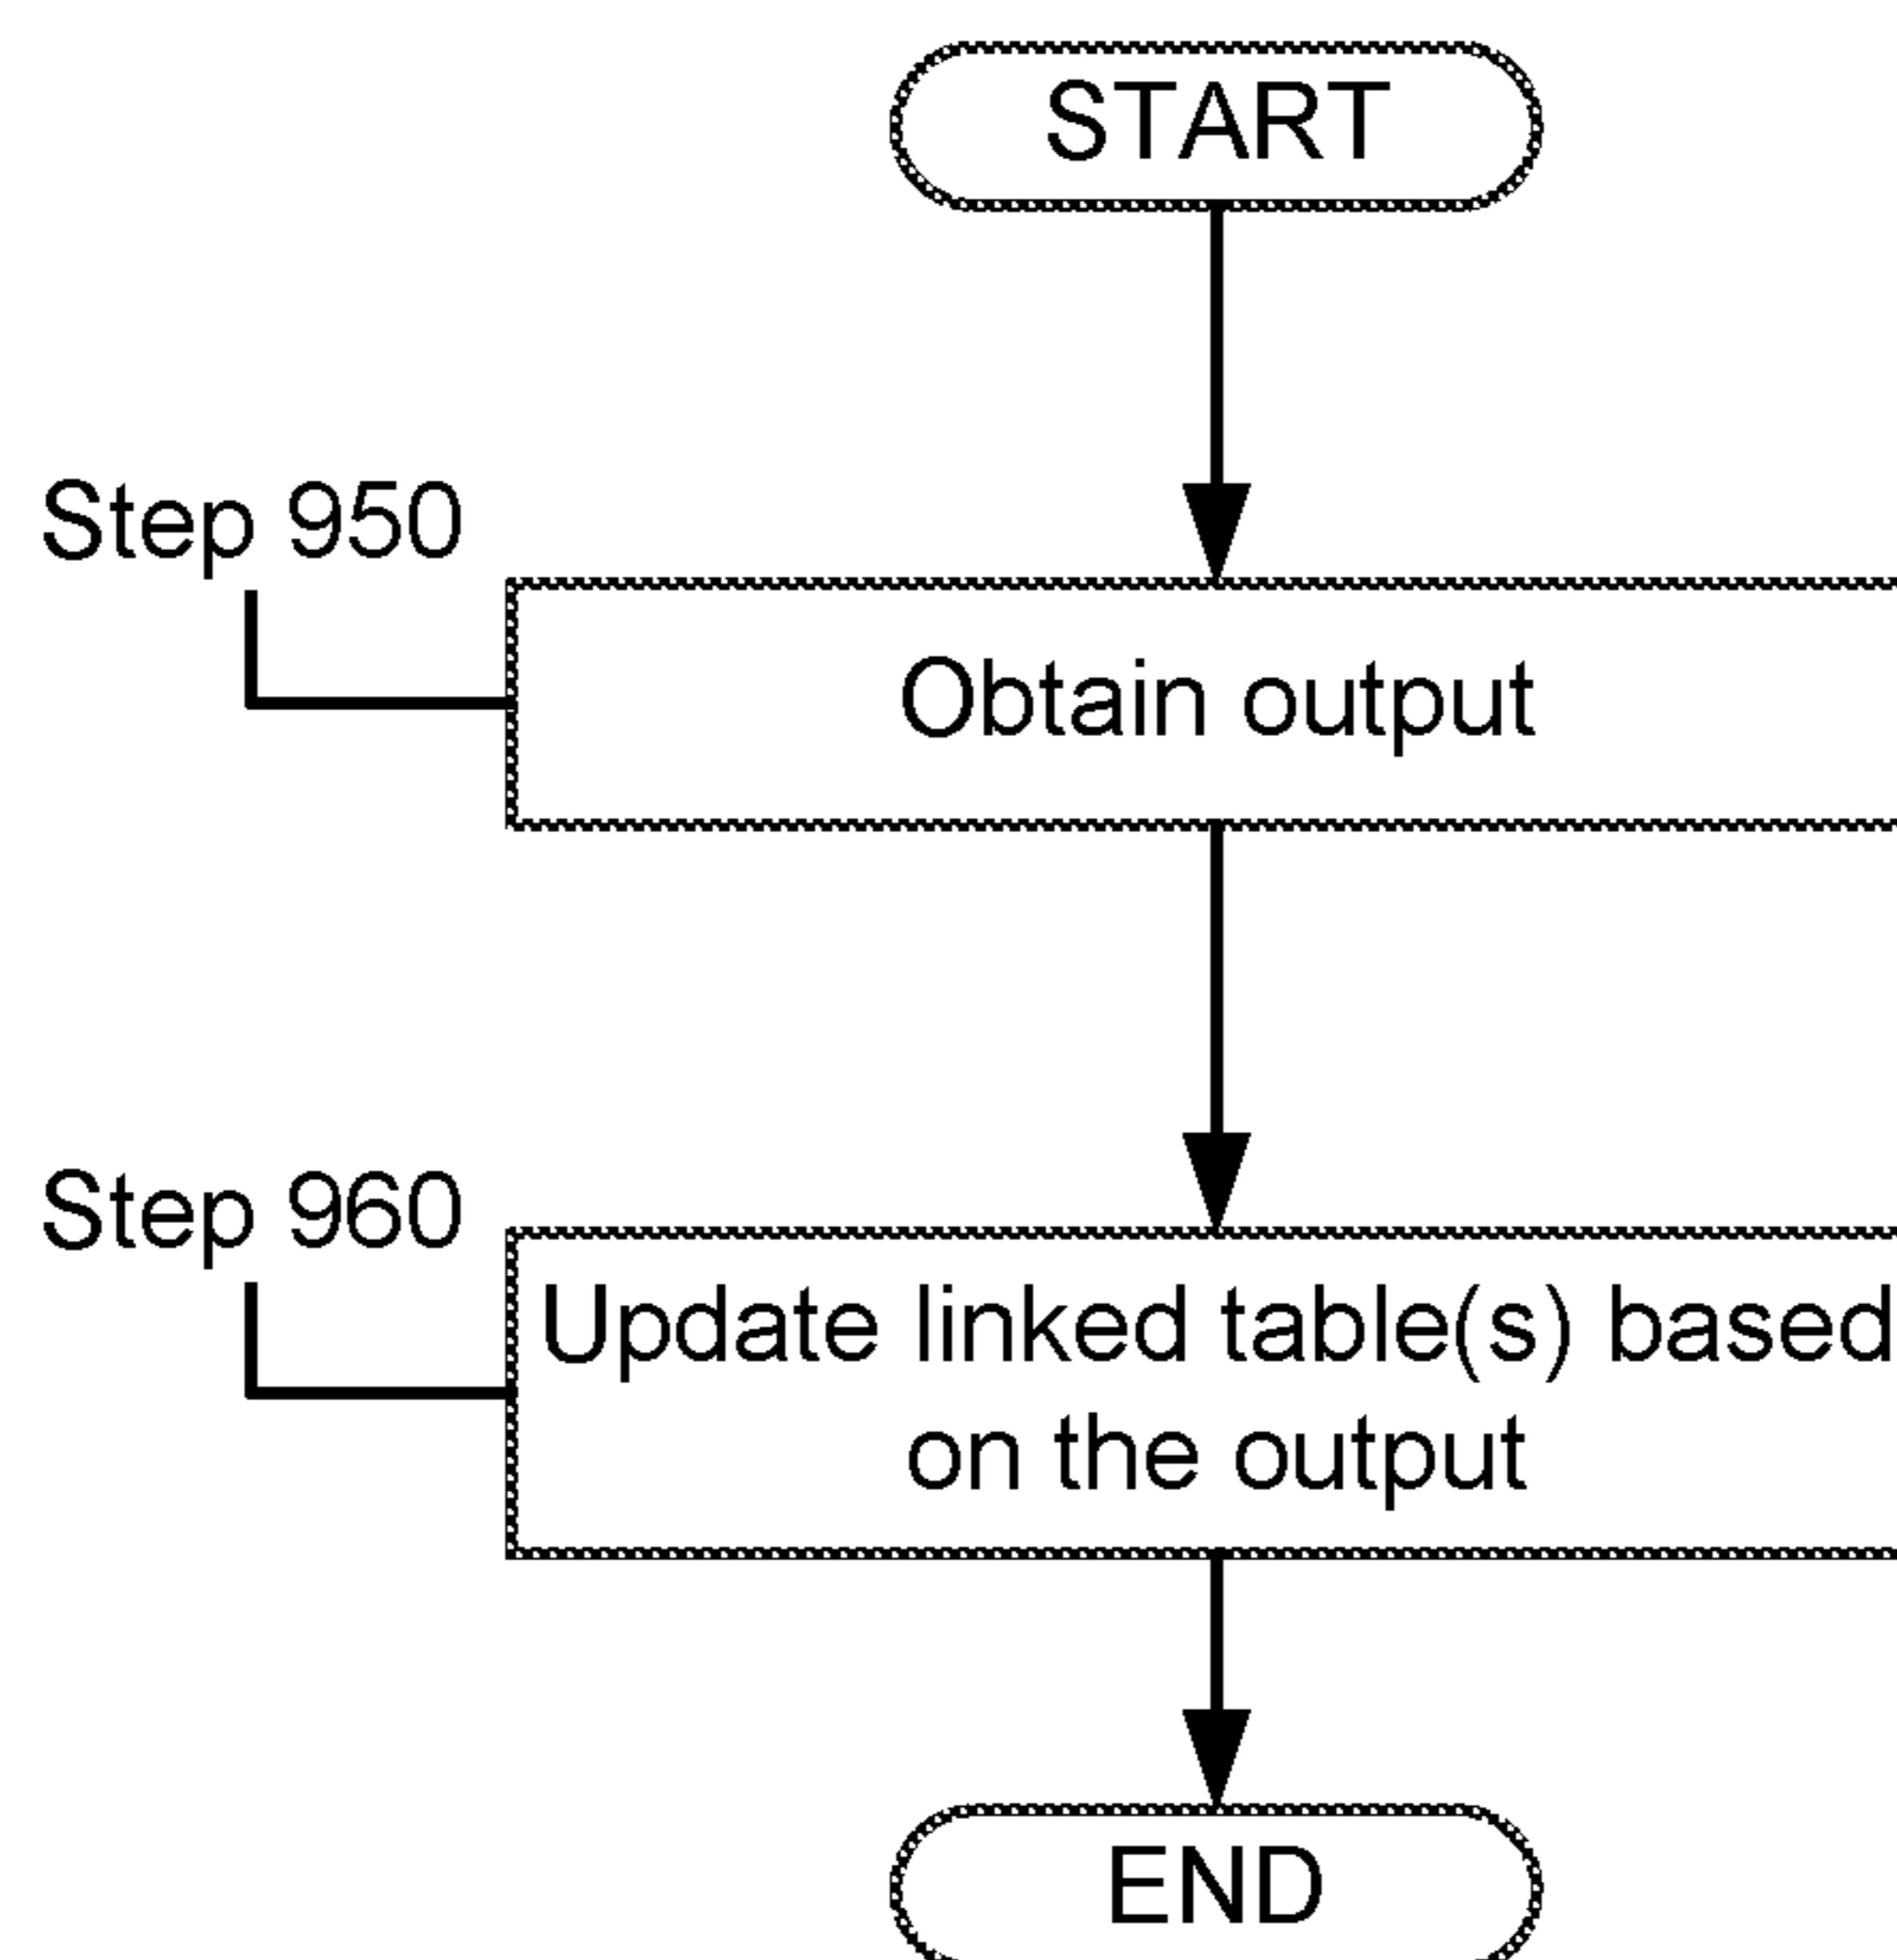 START
Step 950
Obtain output
Step 960
Update linked table(s) based
on the output
END